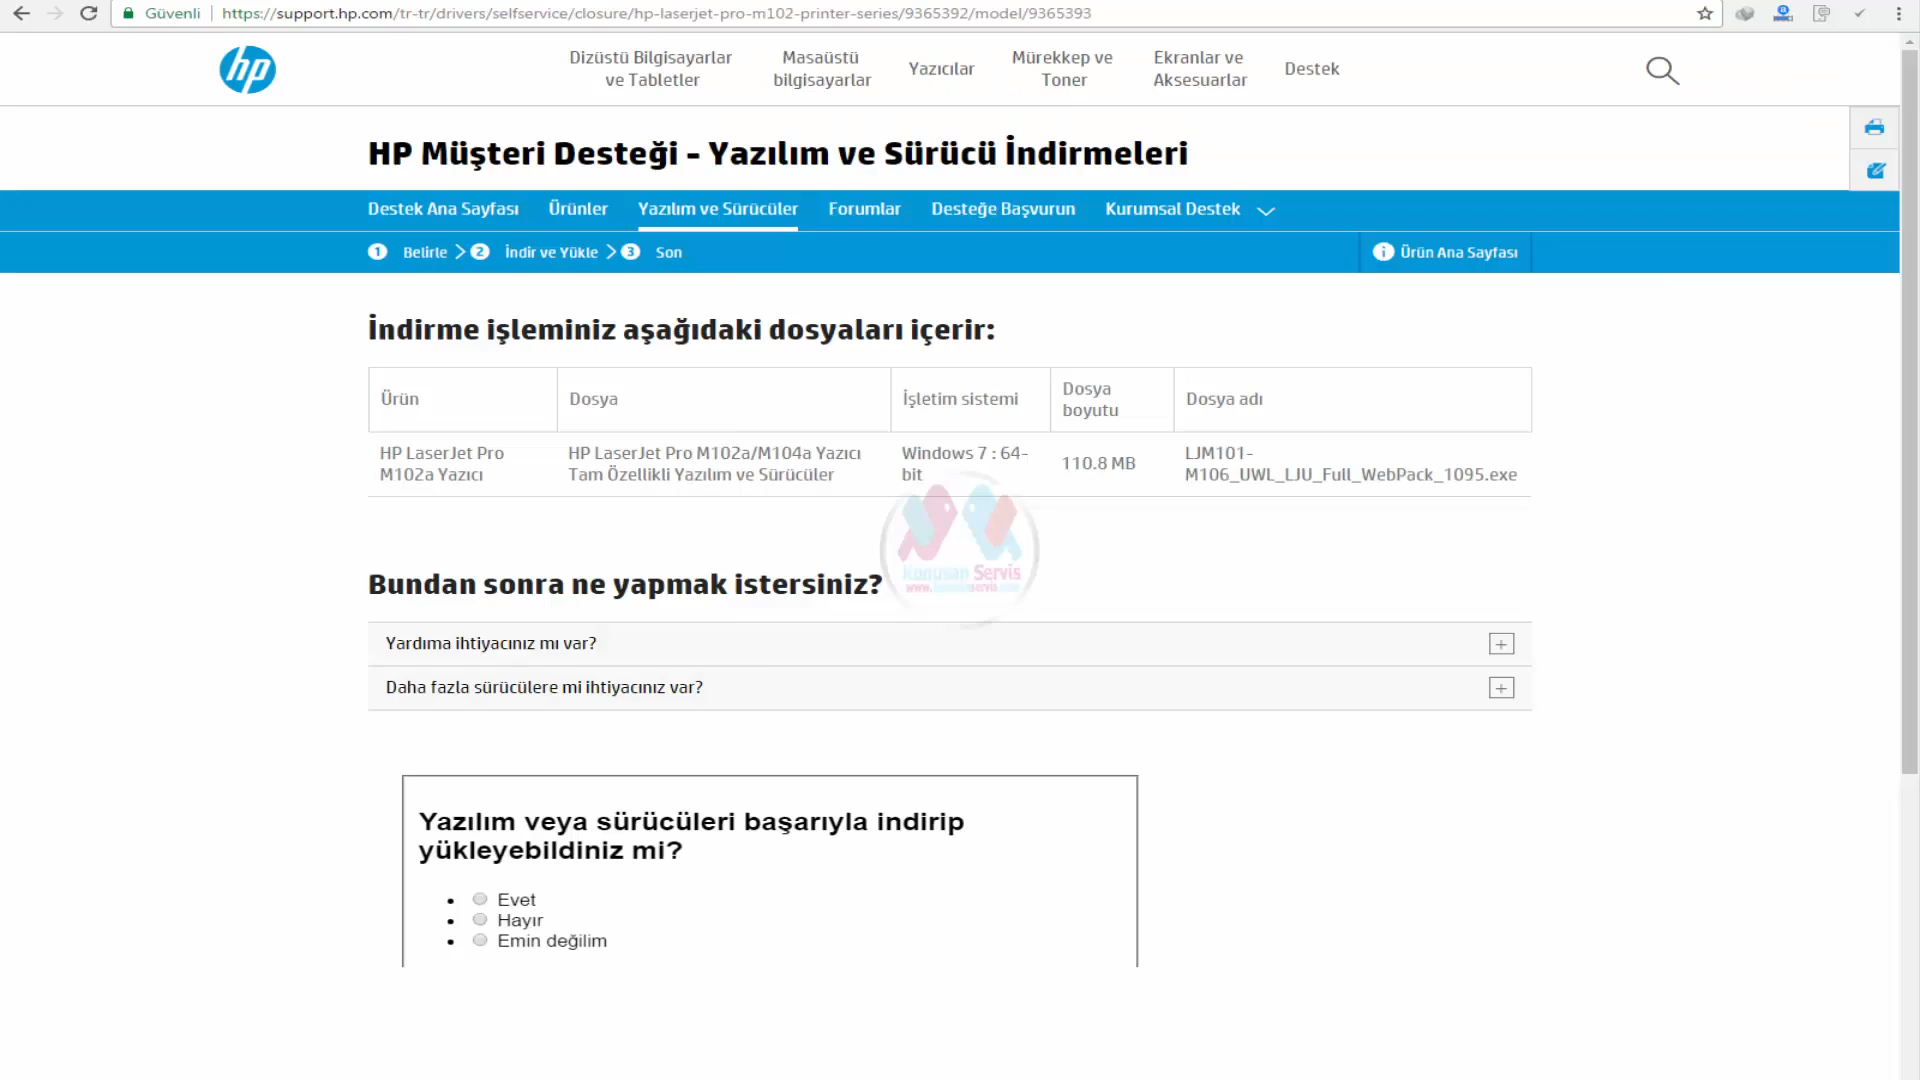 Güvenli | https://support.hp.com/tr-tr/drivers/selfservice/closure/hp-laserjet-pro-m102-printer-series/9365392/model/9365393
hp
Dizüstü Bilgisayarlar
ve Tabletler
Masaüstü
bilgisayarlar
Yazıcılar
Mürekkep ve
Toner
Ekranlar ve
Aksesuarlar
Destek
HP Müşteri Desteği - Yazılım ve Sürücü İndirmeleri
Destek Ana Sayfası Ürünler Yazılım ve Sürücüler Forumlar Desteğe Başvurun Kurumsal Destek
1 Belirle 2 İndir ve Yükle 3 Son
Ürün Ana Sayfası
İndirme işleminiz aşağıdaki dosyaları içerir:
Ürün
Dosya
İşletim sistemi
Dosya
boyutu
Dosya adı
HP LaserJet Pro
M102a Yazıcı
HP LaserJet Pro M102a/M104a Yazıcı
Tam Özellikli Yazılım ve Sürücüler
Windows 7 : 64-
bit
110.8 MB
LJM101-
M106_UWL_LJU_Full_WebPack_1095.exe
Servis
Bundan sonra ne yapmak istersiniz?
Yardıma ihtiyacınız mı var?
Daha fazla sürücülere mi ihtiyacınız var?
Yazılım veya sürücüleri başarıyla indirip
yükleyebildiniz mi?
Evet
Hayır
Emin değilim